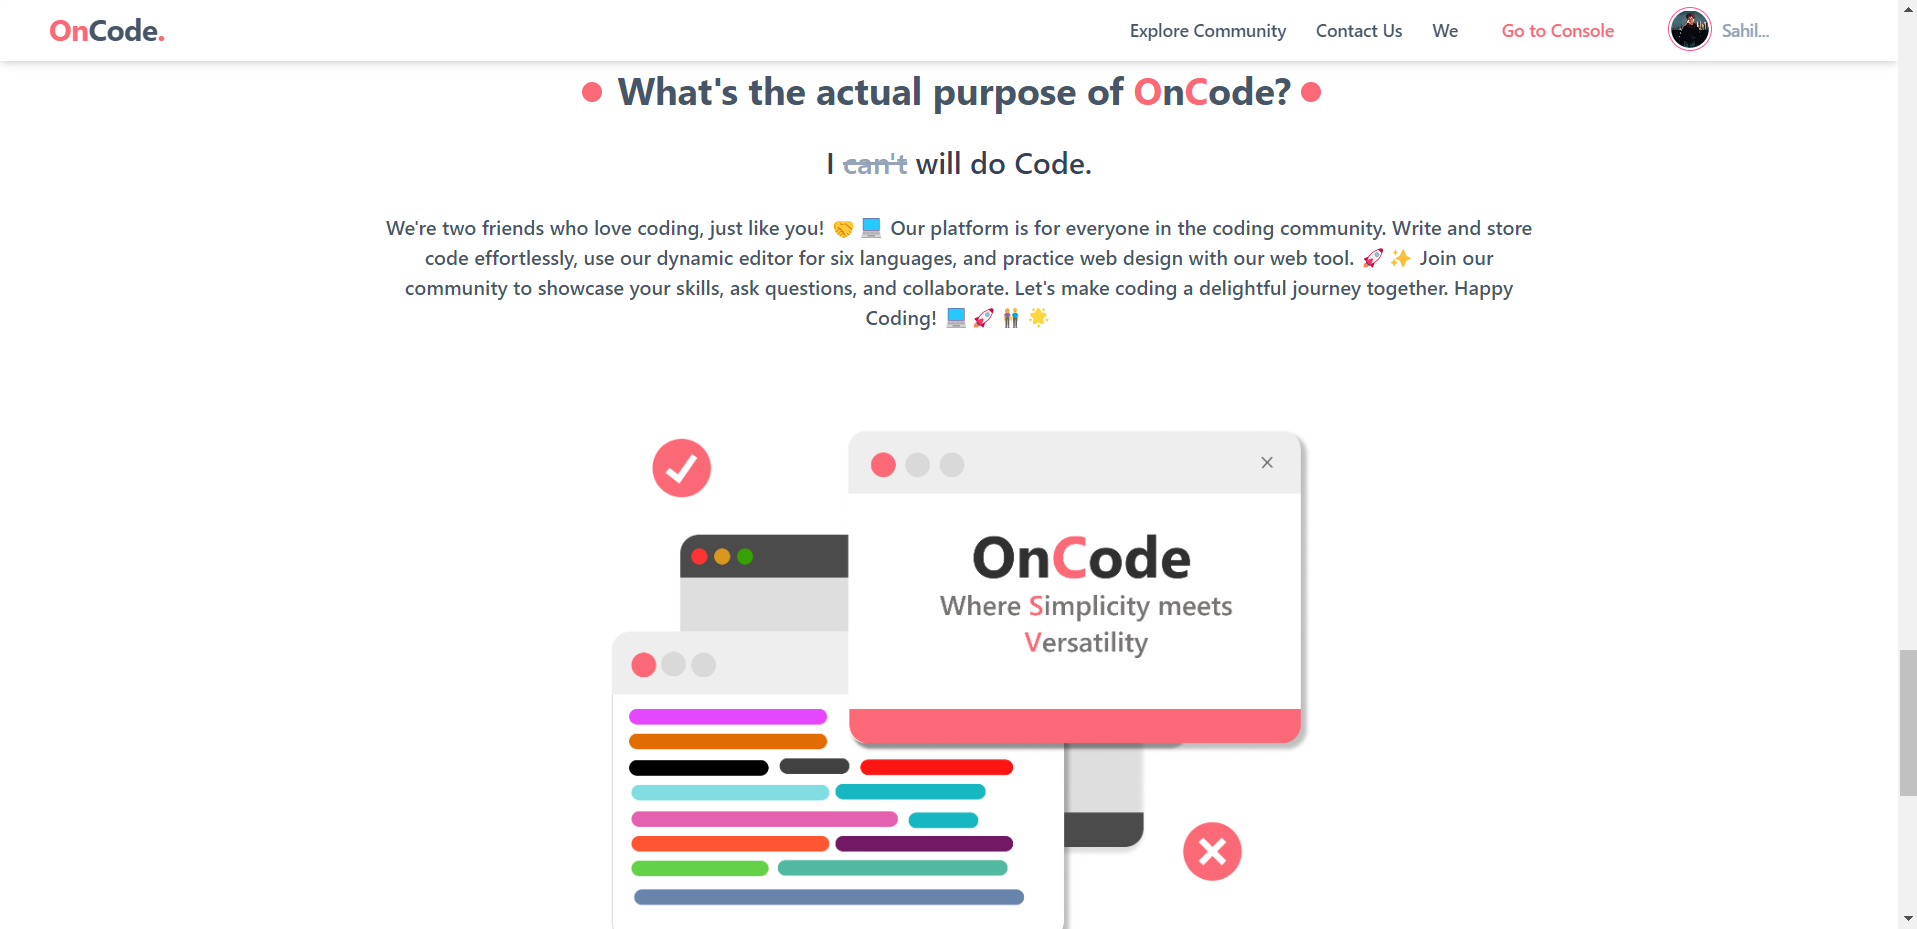 OnCode.
Explore Community
Contact Us
We
Go to Console
Sahil...
What's the actual purpose of OnCode?
I can't will do Code.
We're two friends who love coding, just like you! 🤝 💻 Our platform is for everyone in the coding community. Write and store
code effortlessly, use our dynamic editor for six languages, and practice web design with our web tool. 🚀 ✨ Join our
community to showcase your skills, ask questions, and collaborate. Let's make coding a delightful journey together. Happy
Coding! 💻 🚀 👬 🌟
OnCode
Where Simplicity meets
Versatility